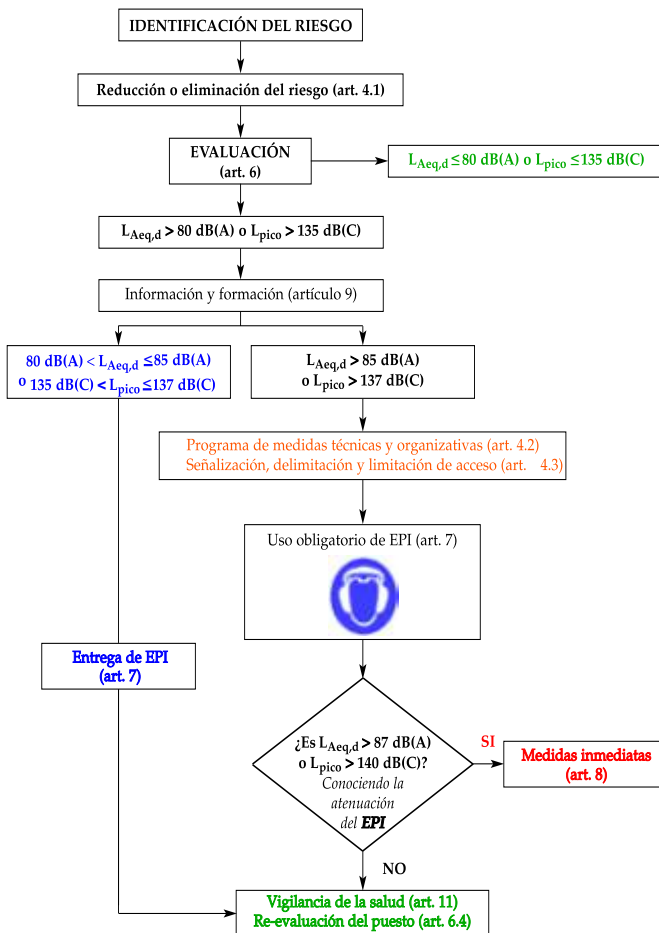 IDENTIFICACIÓN DEL RIESGO
Reducción o eliminación del riesgo (art. 4.1)
EVALUACIÓN
(art. 6)
LAeq,d ≤ 80 dB(A) o Lpico ≤ 135 dB(C)
LAeq,d > 80 dB(A) o Lpico > 135 dB(C)
Información y formación (artículo 9)
80 dB(A) < LAeq,d ≤ 85 dB(A)
o 135 dB(C) < Lpico ≤ 137 dB(C)
LAeq,d > 85 dB(A)
o Lpico > 137 dB(C)
Programa de medidas técnicas y organizativas (art. 4.2)
Señalización, delimitación y limitación de acceso (art. 4.3)
Uso obligatorio de EPI (art. 7)
Entrega de EPI
(art. 7)
¿Es LAeq,d > 87 dB(A)
o Lpico > 140 dB(C)?
Conociendo la
atenuación
del EPI
SI
Medidas inmediatas
(art. 8)
NO
Vigilancia de la salud (art. 11)
Re-evaluación del puesto (art. 6.4)